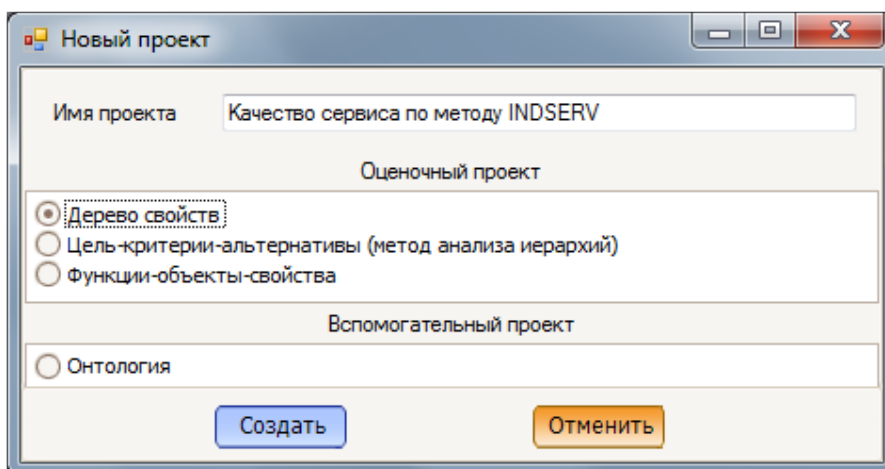 Новый проект
Имя проекта Качество сервиса по методу INDSERV
Оценочный проект
Дерево свойств
Цель-критерии-альтернативы (метод анализа иерархий)
Функции-объекты-свойства
Вспомогательный проект
Онтология
Создать Отменить